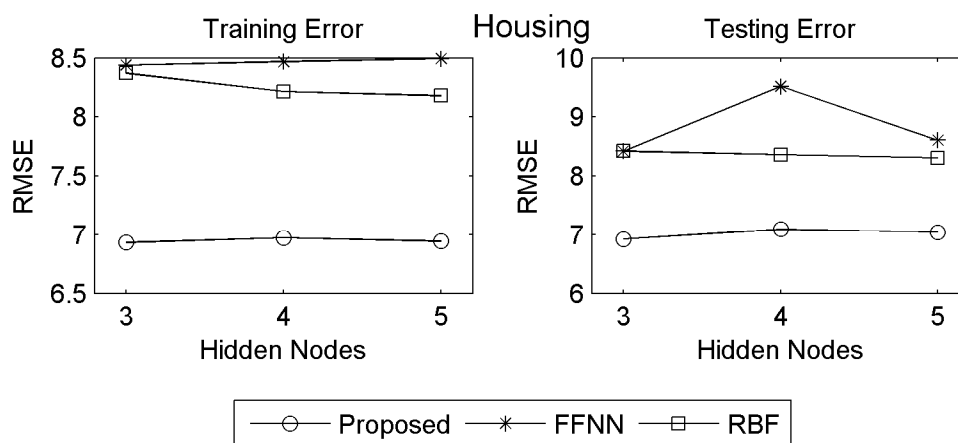 Housing
Training Error
8.5
8
7.5
7
6.5
RMSE
3 4 5
Hidden Nodes
Testing Error
10
9
8
7
6
RMSE
3 4 5
Hidden Nodes
Proposed FFNN RBF